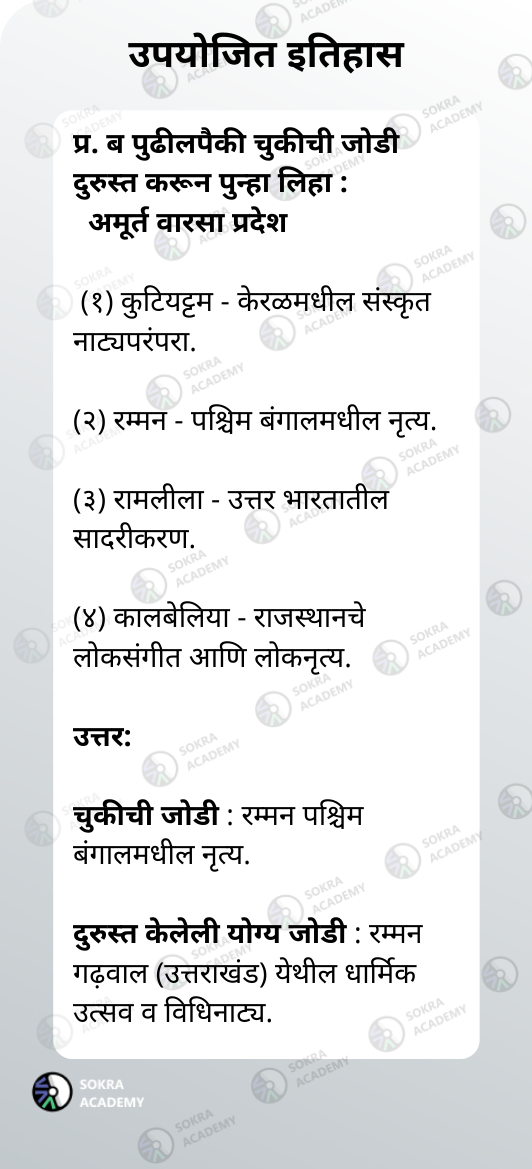 उपयोजित इतिहास
प्र. ब पुढीलपैकी चुकीची जोडी
दुरुस्त करून पुन्हा लिहा :
अमूर्त वारसा प्रदेश
(१) कुटियट्टम - केरळमधील संस्कृत
नाट्यपरंपरा.
(२) रम्मन - पश्चिम बंगालमधील नृत्य.
(३) रामलीला - उत्तर भारतातील
सादरीकरण.
(४) कालबेलिया - राजस्थानचे
लोकसंगीत आणि लोकनृत्य.
उत्तर:
चुकीची जोडी : रम्मन पश्चिम
बंगालमधील नृत्य.
दुरुस्त केलेली योग्य जोडी : रम्मन
गढ़वाल (उत्तराखंड) येथील धार्मिक
उत्सव व विधिनाट्य.
SOKRA
ACADEMY